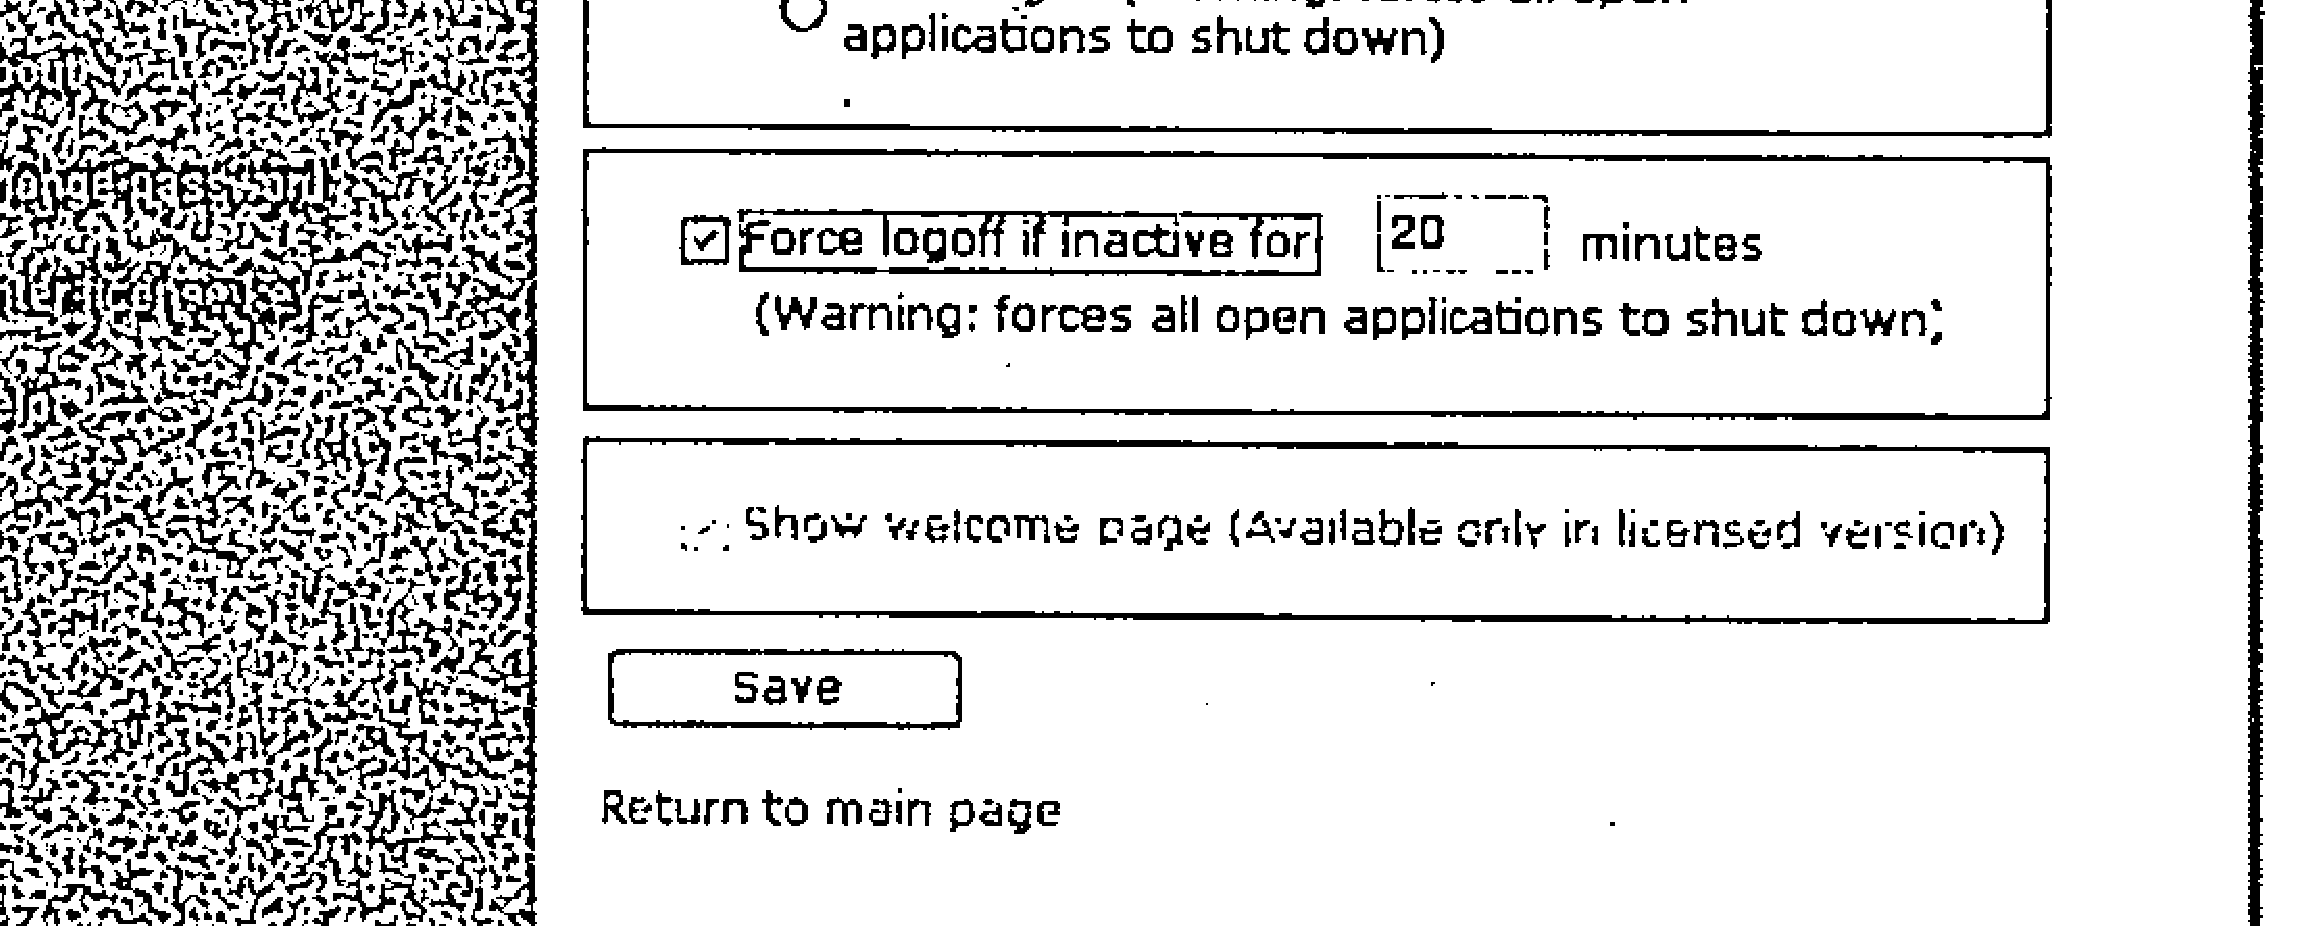 applications to shut down)
Force logoff if inactive for 20 minutes
(Warning: forces all open applications to shut down)
Show welcome page (Available only in licensed version)
Save
Return to main page